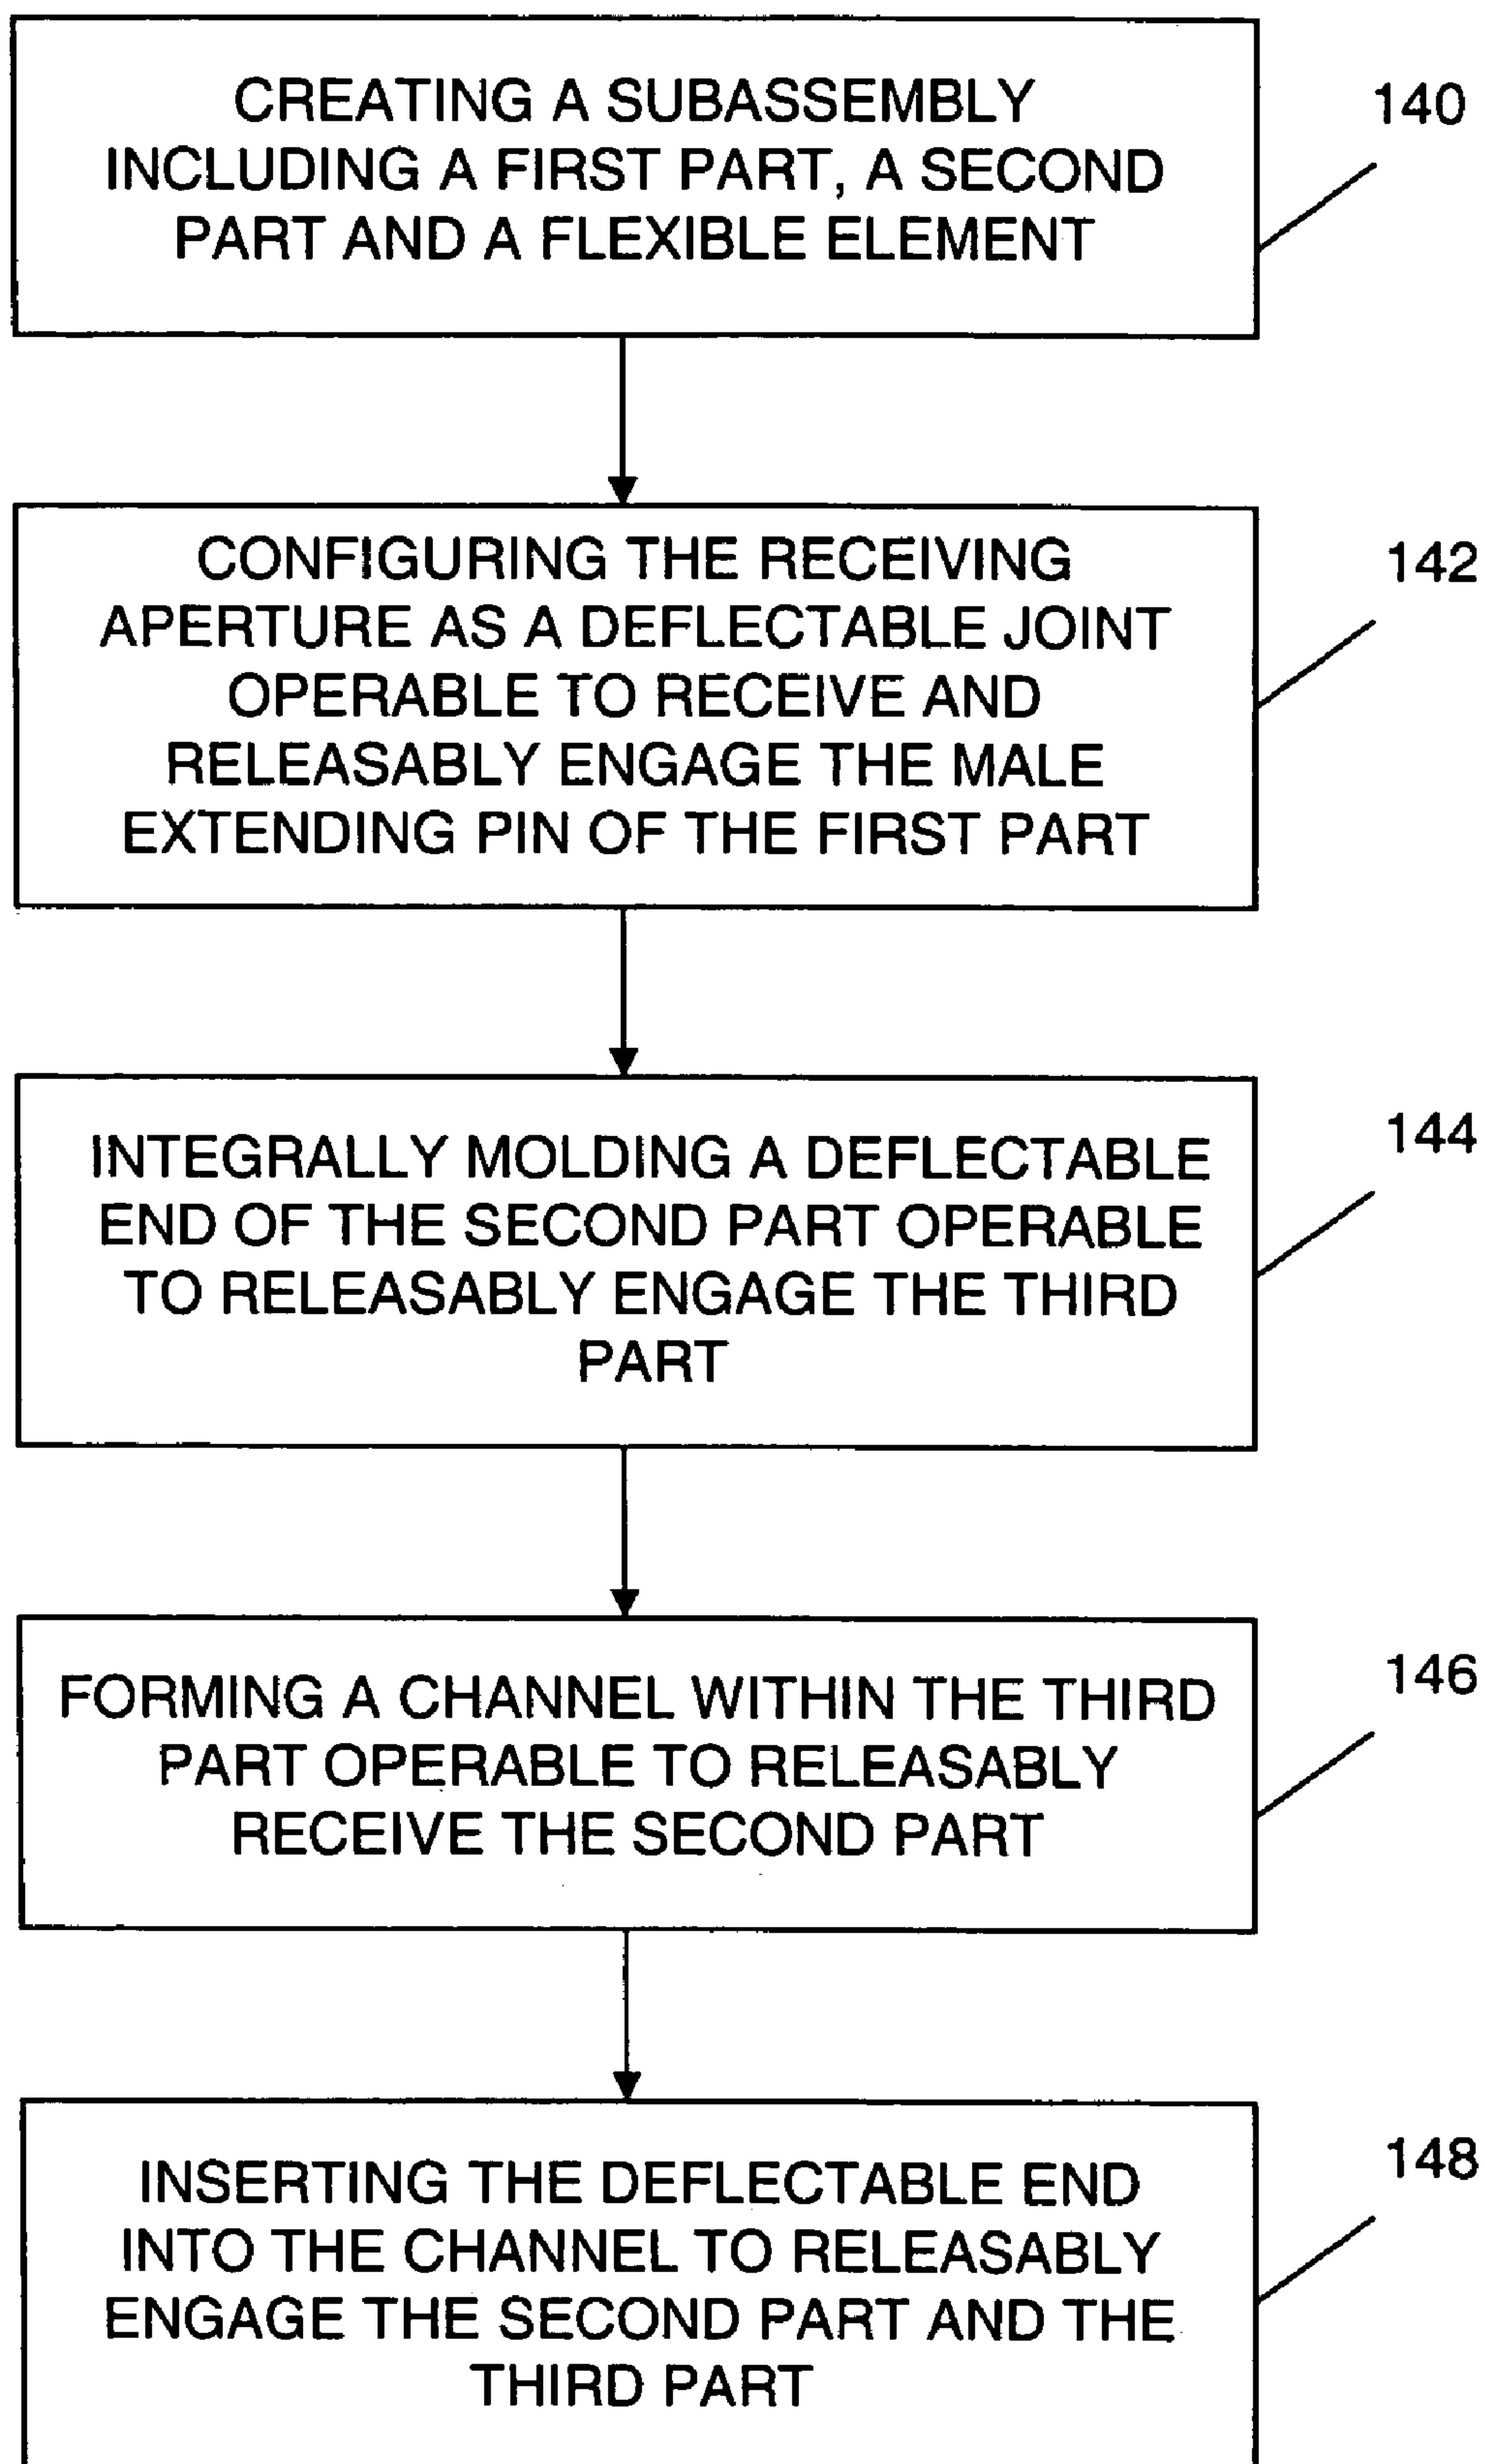 CREATING A SUBASSEMBLY
INCLUDING A FIRST PART, A SECOND
PART AND A FLEXIBLE ELEMENT
140
CONFIGURING THE RECEIVING
APERTURE AS A DEFLECTABLE JOINT
OPERABLE TO RECEIVE AND
RELEASABLY ENGAGE THE MALE
EXTENDING PIN OF THE FIRST PART
142
INTEGRALLY MOLDING A DEFLECTABLE
END OF THE SECOND PART OPERABLE
TO RELEASABLY ENGAGE THE THIRD
PART
144
FORMING A CHANNEL WITHIN THE THIRD
PART OPERABLE TO RELEASABLY
RECEIVE THE SECOND PART
146
INSERTING THE DEFLECTABLE END
INTO THE CHANNEL TO RELEASABLY
ENGAGE THE SECOND PART AND THE
THIRD PART
148